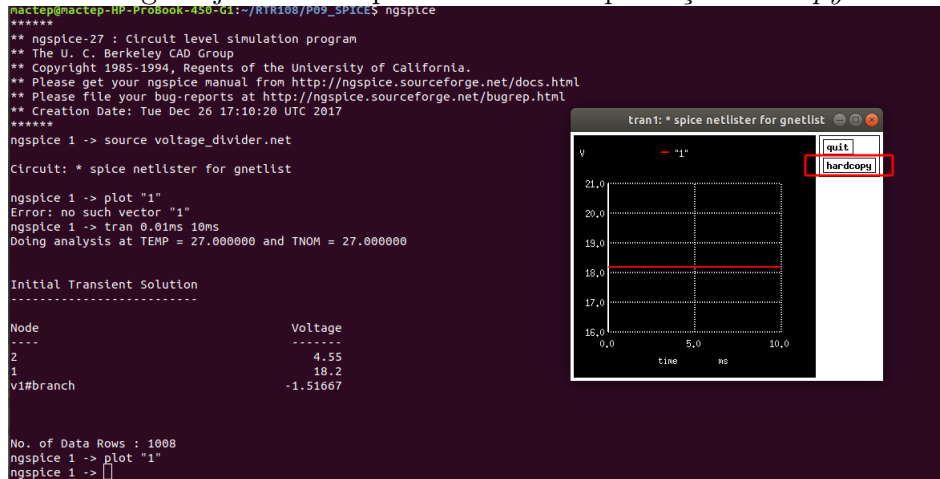 mactep@mactep-HP-ProBook-450-G1:~/RTR108/P09_SPICE$ ngspice
******
** ngspice-27 : Circuit level simulation program
** The U. C. Berkeley CAD Group
** Copyright 1985-1994, Regents of the University of California.
** Please get your ngspice manual from http://ngspice.sourceforge.net/docs.html
** Please file your bug-reports at http://ngspice.sourceforge.net/bugrep.html
** Creation Date: Tue Dec 26 17:10:20 UTC 2017
******
ngspice 1 -> source voltage_divider.net
Circuit: * spice netlister for gnetlist
ngspice 1 -> plot "1"
Error: no such vector "1"
ngspice 1 -> tran 0.01ms 10ms
Doing analysis at TEMP = 27.000000 and TNOM = 27.000000
Initial Transient Solution
--------------------------
Node Voltage
---- -------
2 4.55
1 18.2
v1#branch -1.51667
No. of Data Rows : 1008
ngspice 1 -> plot "1"
ngspice 1 ->
tran1: * spice netlister for gnetlist
quit
hardcopy
V
"1"
21.0
20.0
19.0
18.0
17.0
16.0
0.0 5.0 10.0
time ms